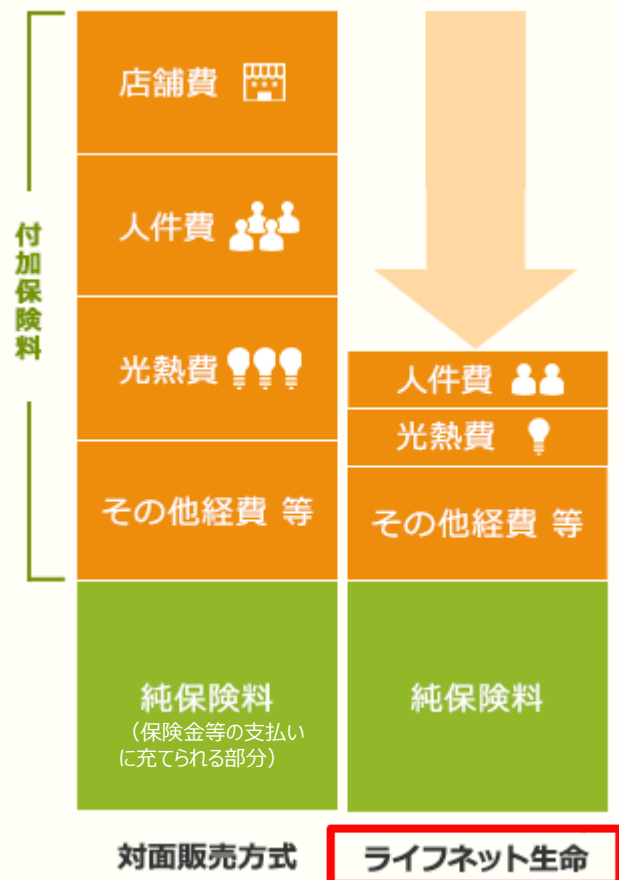 付加保険料
店舗費
人件費
光熱費
その他経費 等
純保険料
（保険金等の支払い
に充てられる部分）
対面販売方式
人件費
光熱費
その他経費 等
純保険料
ライフネット生命